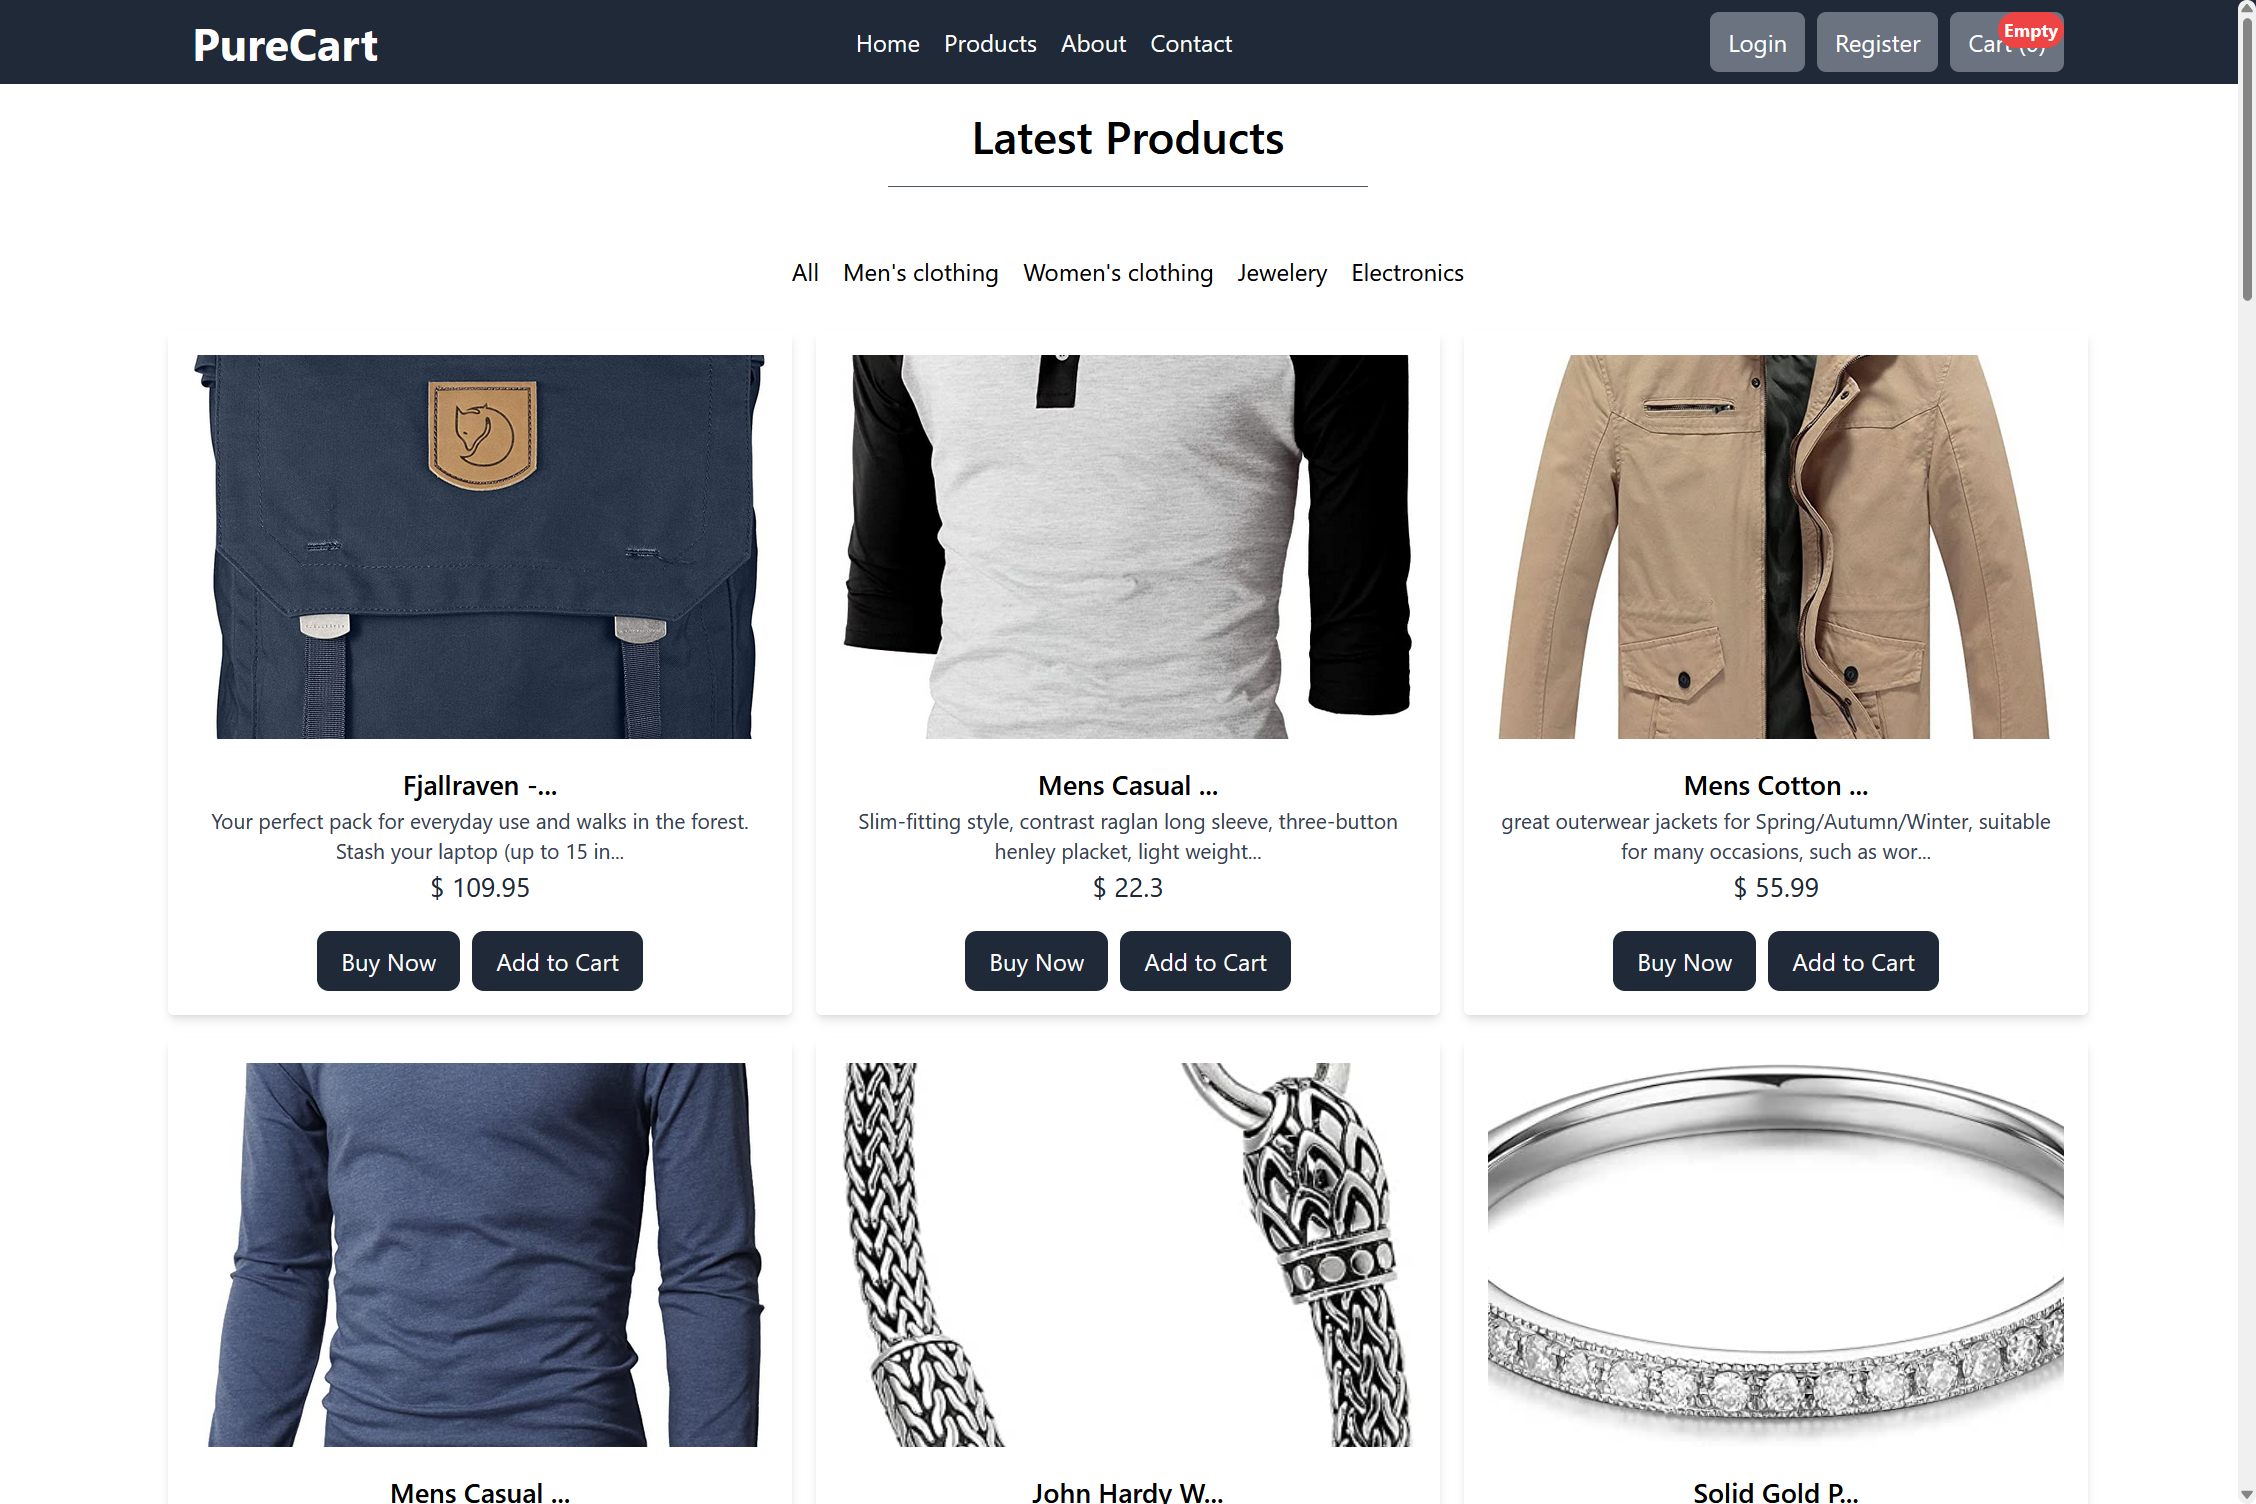 PureCart
Home Products About Contact
Login Register Cart (0) Empty
Latest Products
All Men's clothing Women's clothing Jewelery Electronics
Fjallraven -...
Your perfect pack for everyday use and walks in the forest.
Stash your laptop (up to 15 in...
$ 109.95
Buy Now Add to Cart
Mens Casual ...
Slim-fitting style, contrast raglan long sleeve, three-button
henley placket, light weight...
$ 22.3
Buy Now Add to Cart
Mens Cotton ...
great outerwear jackets for Spring/Autumn/Winter, suitable
for many occasions, such as wor...
$ 55.99
Buy Now Add to Cart
Mens Casual ...
John Hardy W...
Solid Gold P...